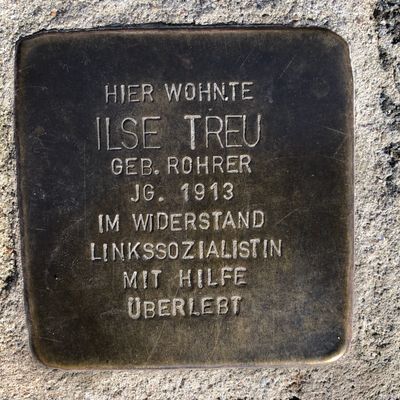 HIER WOHNTE
ILSE TREU
GEB. ROHRER
JG. 1913
IM WIDERSTAND
LINKSSOZIALISTIN
MIT HILFE
ÜBERLEBT